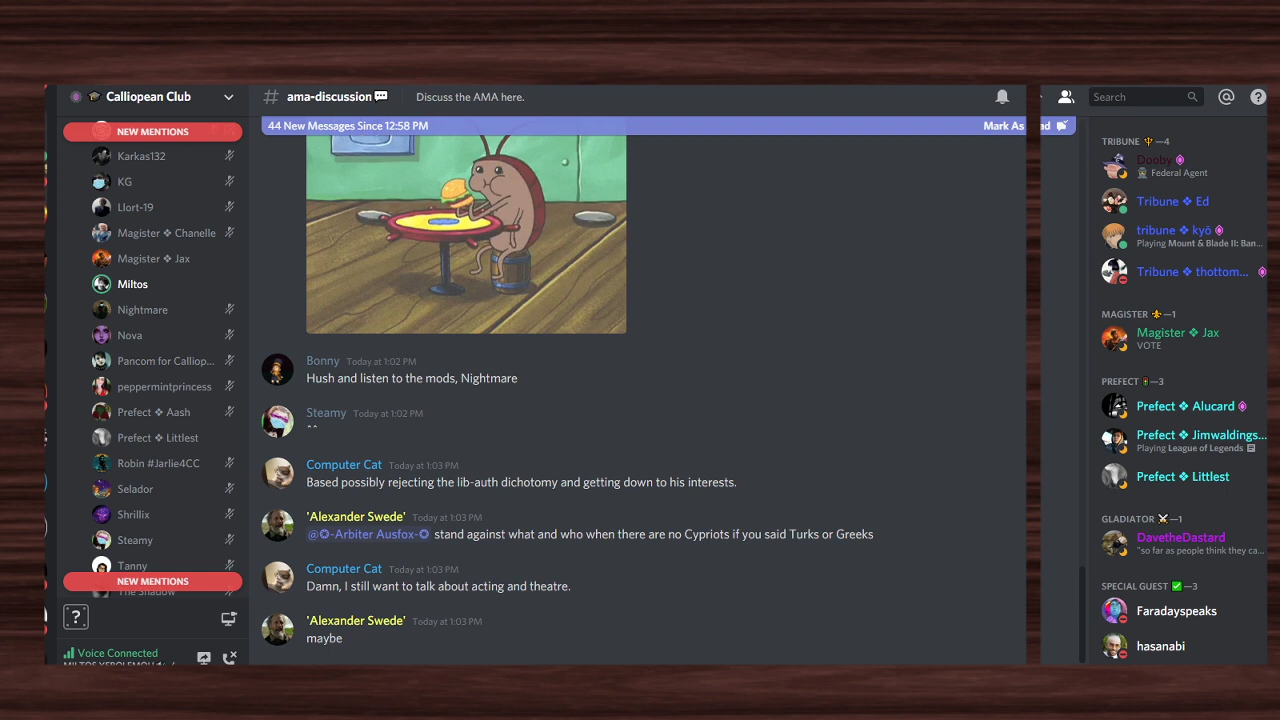 Calliopean Club
NEW MENTIONS
Karkas132
KG
Llort-19
Magister ❖ Chanelle
Magister ❖ Jax
Miltos
Nightmare
Nova
Pancom for Calliop...
peppermintprincess
Prefect ❖ Aash
Prefect ❖ Littlest
Robin #Jarlie4CC
Selador
Shrillix
Steamy
Tanny
NEW MENTIONS
The Shadow
?
Voice Connected
# ama-discussion💬
Discuss the AMA here.
44 New Messages Since 12:58 PM
Mark As
Bonny Today at 1:02 PM
Hush and listen to the mods, Nightmare
Steamy Today at 1:02 PM
^^
Computer Cat Today at 1:03 PM
Based possibly rejecting the lib-auth dichotomy and getting down to his interests.
'Alexander Swede' Today at 1:03 PM
@✪-Arbiter Ausfox-✪ stand against what and who when there are no Cypriots if you said Turks or Greeks
Computer Cat Today at 1:03 PM
Damn, I still want to talk about acting and theatre.
'Alexander Swede' Today at 1:03 PM
maybe
Search
@
?
ad
TRIBUNE 🔱—4
Dooby
Federal Agent
Tribune ❖ Ed
tribune ❖ kyō
Playing Mount & Blade II: Ban...
Tribune ❖ thottom...
MAGISTER ⚜—1
Magister ❖ Jax
VOTE
PREFECT —3
Prefect ❖ Alucard
Prefect ❖ Jimwaldings...
Playing League of Legends
Prefect ❖ Littlest
GLADIATOR ⚔—1
DavetheDastard
"so far as people think they ca...
SPECIAL GUEST ✅—3
Faradayspeaks
hasanabi